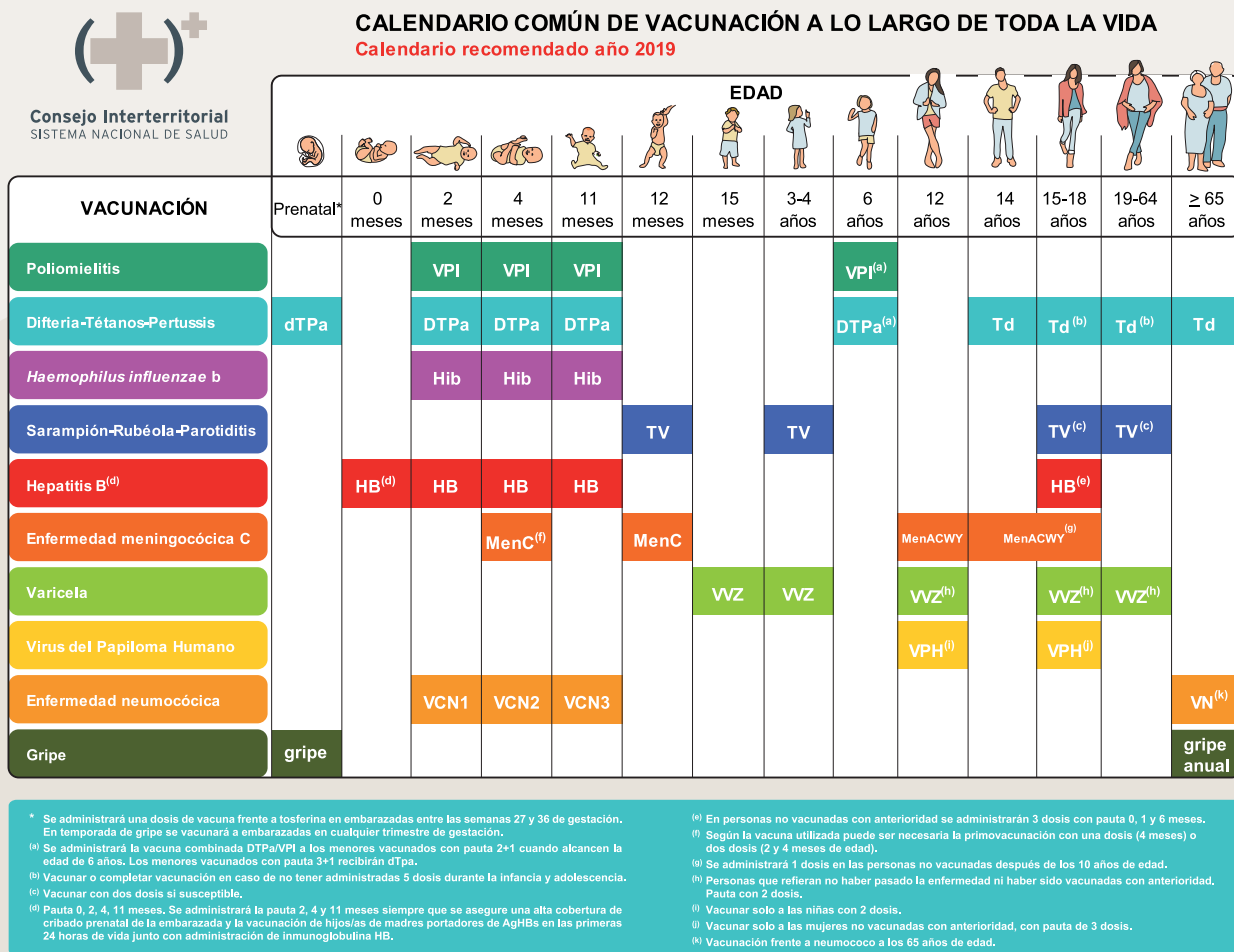 CALENDARIO COMÚN DE VACUNACIÓN A LO LARGO DE TODA LA VIDA
Calendario recomendado año 2019
Consejo Interterritorial
SISTEMA NACIONAL DE SALUD
EDAD
VACUNACIÓN Prenatal* 0 meses 2 meses 4 meses 11 meses 12 meses 15 meses 3-4 años 6 años 12 años 14 años 15-18 años 19-64 años ≥ 65 años
Poliomielitis VPI VPI VPI VPI(a)
Difteria-Tétanos-Pertussis dTPa DTPa DTPa DTPa DTPa(a) Td Td(b) Td(b) Td
Haemophilus influenzae b Hib Hib Hib
Sarampión-Rubéola-Parotiditis TV TV TV(c) TV(c)
Hepatitis B(d) HB(d) HB HB HB HB(e)
Enfermedad meningocócica C MenC(f) MenC MenACWY MenACWY(g)
Varicela VVZ VVZ VVZ(h) VVZ(h) VVZ(h)
Virus del Papiloma Humano VPH(i) VPH(j)
Enfermedad neumocócica VCN1 VCN2 VCN3 VN(k)
Gripe gripe gripe anual
* Se administrará una dosis de vacuna frente a tosferina en embarazadas entre las semanas 27 y 36 de gestación.
En temporada de gripe se vacunará a embarazadas en cualquier trimestre de gestación.
(a) Se administrará la vacuna combinada DTPa/VPI a los menores vacunados con pauta 2+1 cuando alcancen la
edad de 6 años. Los menores vacunados con pauta 3+1 recibirán dTpa.
(b) Vacunar o completar vacunación en caso de no tener administradas 5 dosis durante la infancia y adolescencia.
(c) Vacunar con dos dosis si susceptible.
(d) Pauta 0, 2, 4, 11 meses. Se administrará la pauta 2, 4 y 11 meses siempre que se asegure una alta cobertura de
cribado prenatal de la embarazada y la vacunación de hijos/as de madres portadores de AgHBs en las primeras
24 horas de vida junto con administración de inmunoglobulina HB.
(e) En personas no vacunadas con anterioridad se administrarán 3 dosis con pauta 0, 1 y 6 meses.
(f) Según la vacuna utilizada puede ser necesaria la primovacunación con una dosis (4 meses) o
dos dosis (2 y 4 meses de edad).
(g) Se administrará 1 dosis en las personas no vacunadas después de los 10 años de edad.
(h) Personas que refieran no haber pasado la enfermedad ni haber sido vacunadas con anterioridad.
Pauta con 2 dosis.
(i) Vacunar solo a las niñas con 2 dosis.
(j) Vacunar solo a las mujeres no vacunadas con anterioridad, con pauta de 3 dosis.
(k) Vacunación frente a neumococo a los 65 años de edad.